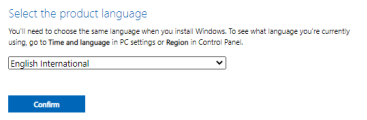 Select the product language
You'll need to choose the same language when you install Windows. To see what language you're currently
using, go to Time and language in PC settings or Region in Control Panel.
English International
Confirm